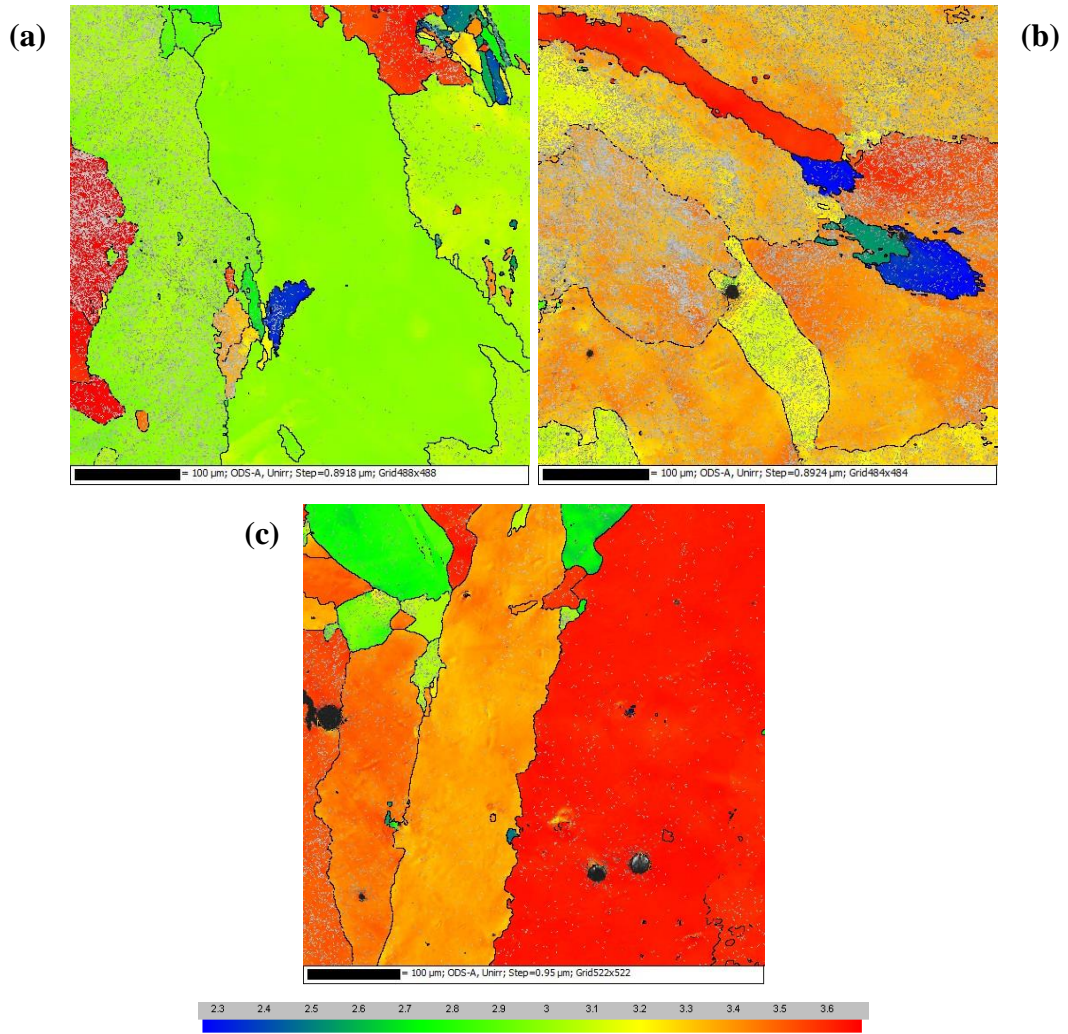 (a)
(b)
= 100 µm; ODS-A, Unirr; Step=0.8918 µm; Grid488x488
= 100 µm; ODS-A, Unirr; Step=0.8924 µm; Grid484x484
(c)
= 100 µm; ODS-A, Unirr; Step=0.95 µm; Grid522x522
2.3 2.4 2.5 2.6 2.7 2.8 2.9 3 3.1 3.2 3.3 3.4 3.5 3.6